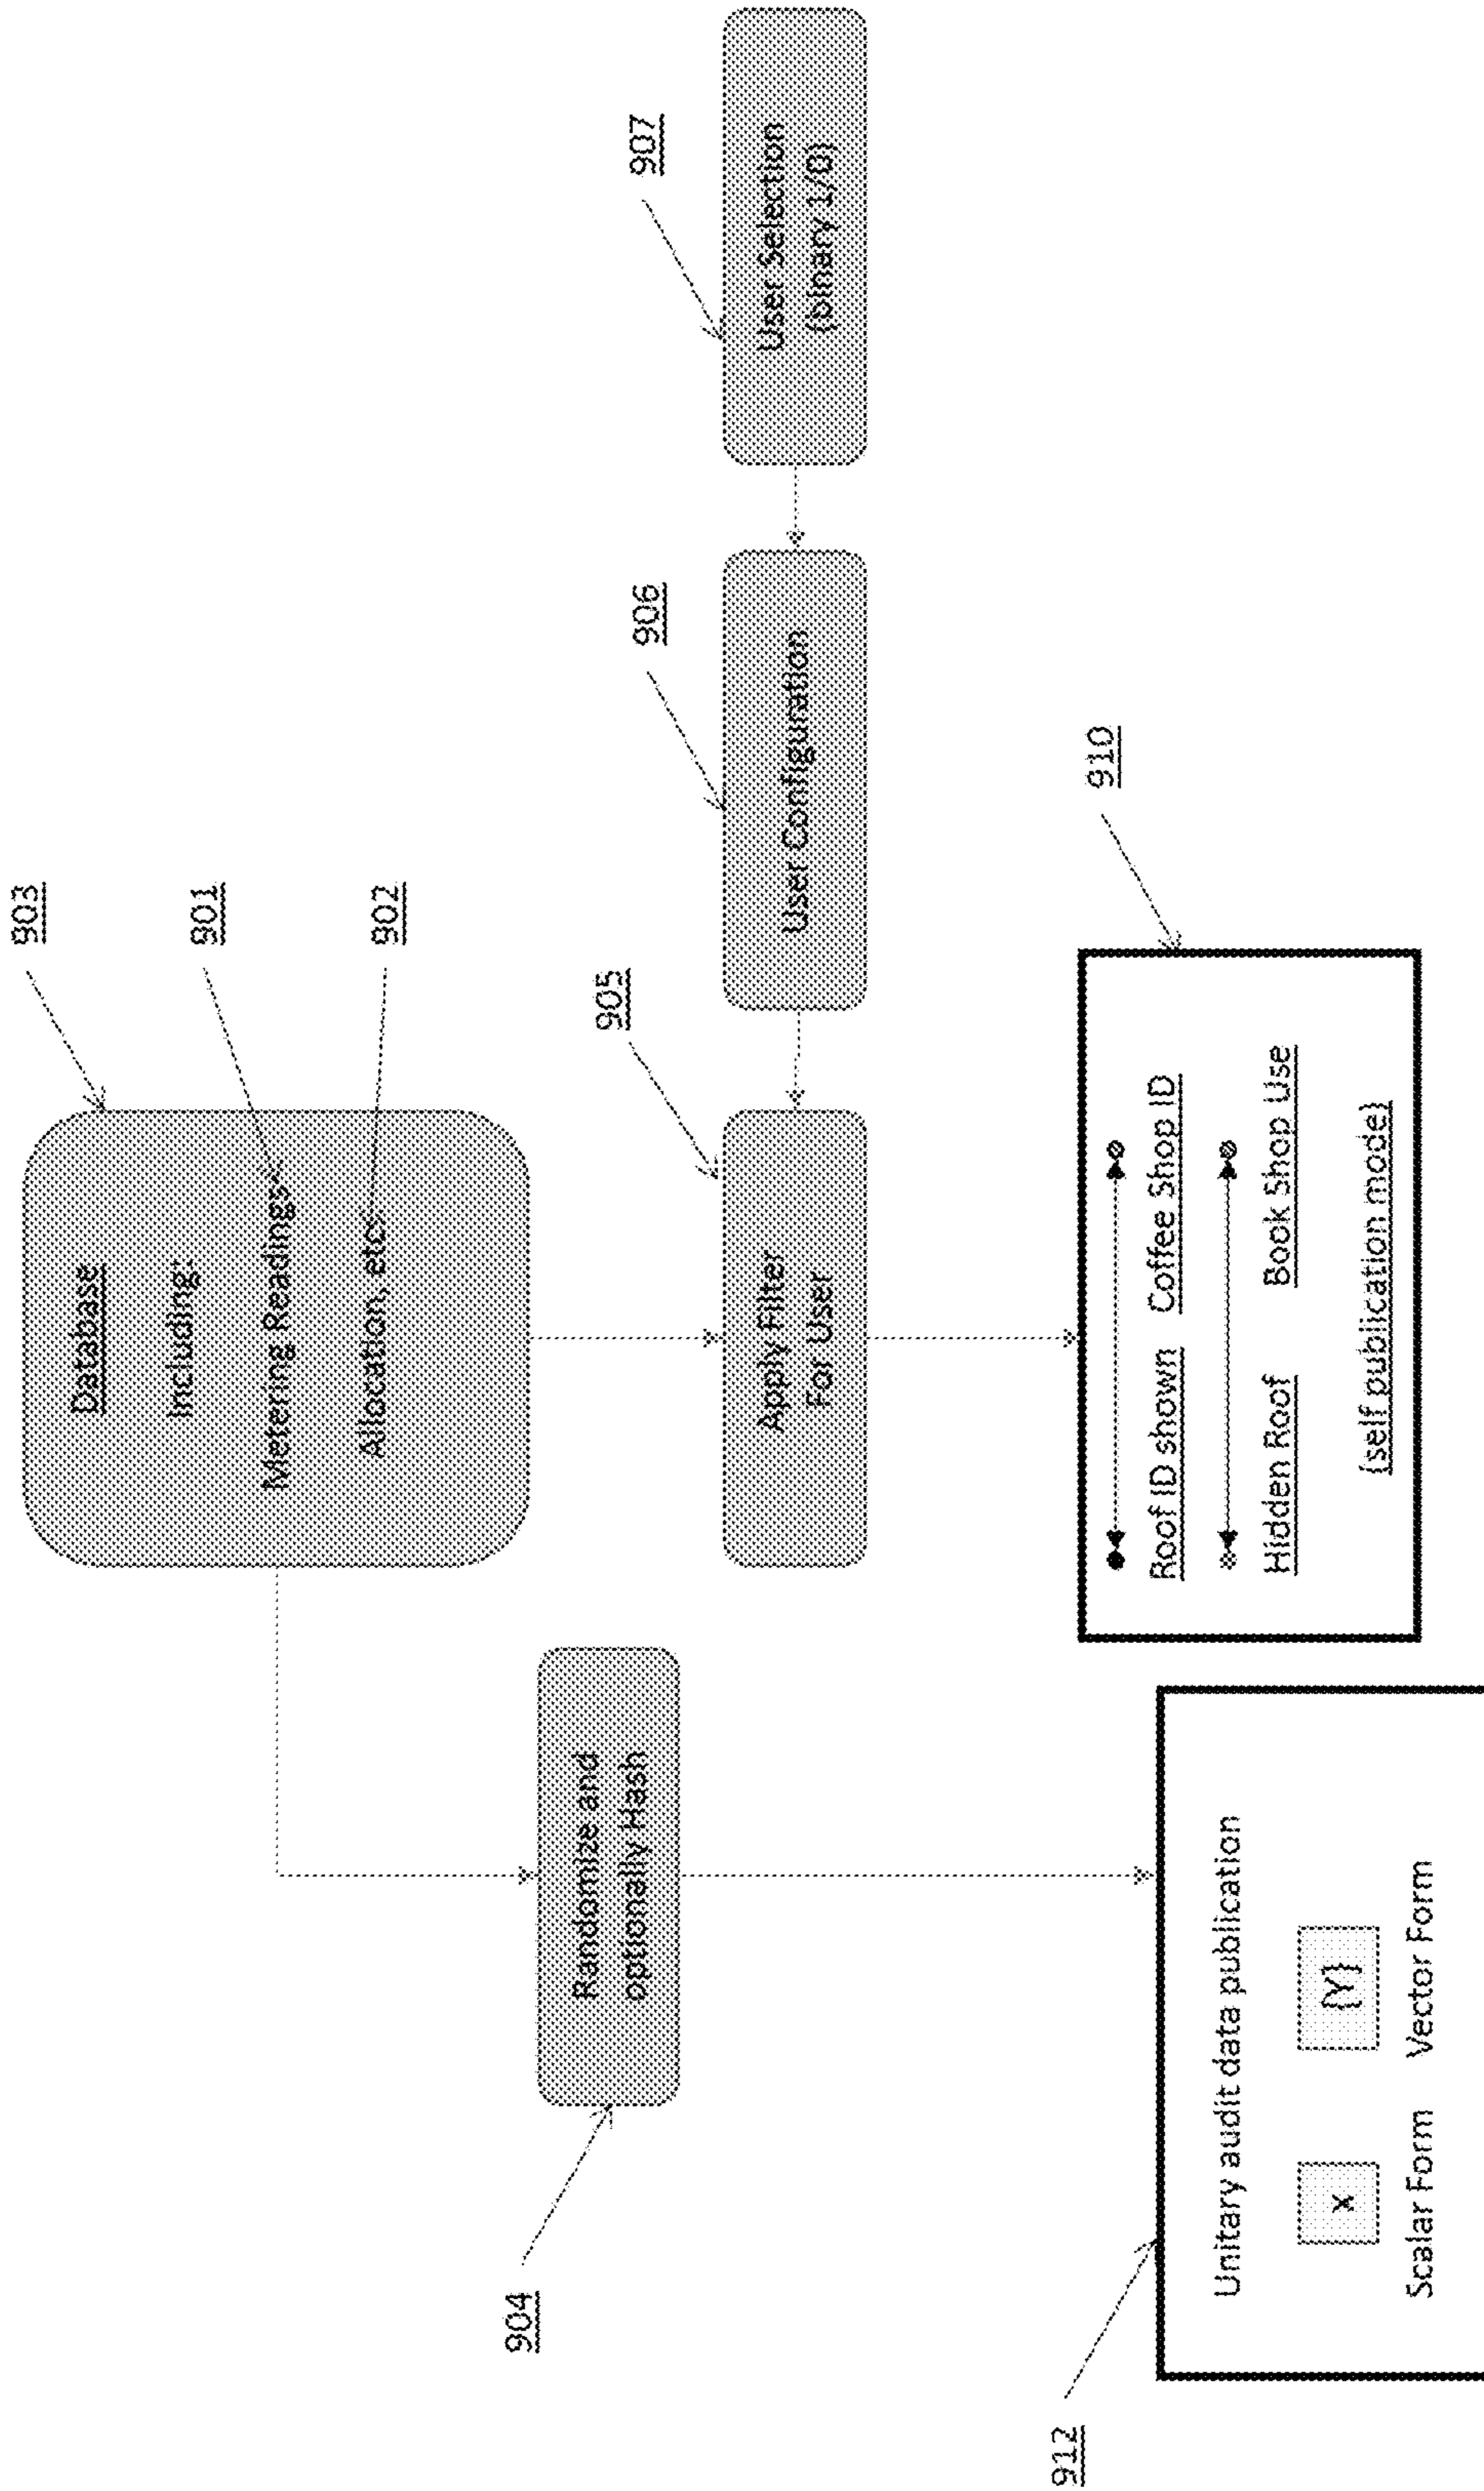 903
Database
Including:
901
Metering Readings
902
Allocation, etc.
904
Randomize and
optionally Hash
905
Apply Filter
For User
906
User Configuration
907
User Selection
(binary 1/0)
912
Unitary audit data publication
x
{Y}
Scalar Form
Vector Form
910
Roof ID shown
Coffee Shop ID
Hidden Roof
Book Shop Use
(self publication mode)